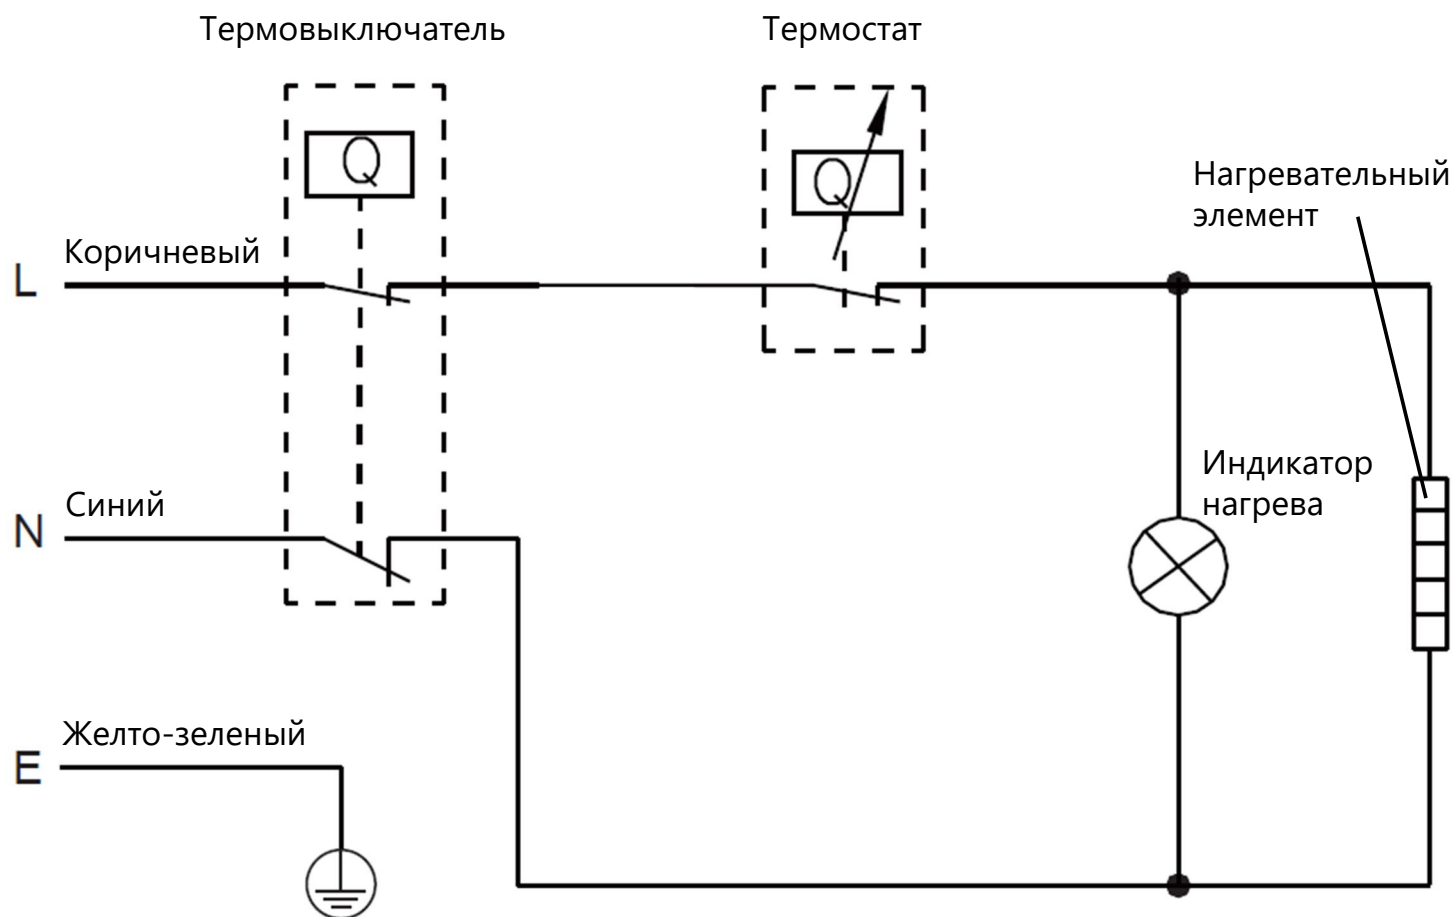 Термовыключатель
Термостат
Q
Q
Нагревательный
элемент
Коричневый
L
Индикатор
нагрева
Синий
N
Желто-зеленый
E